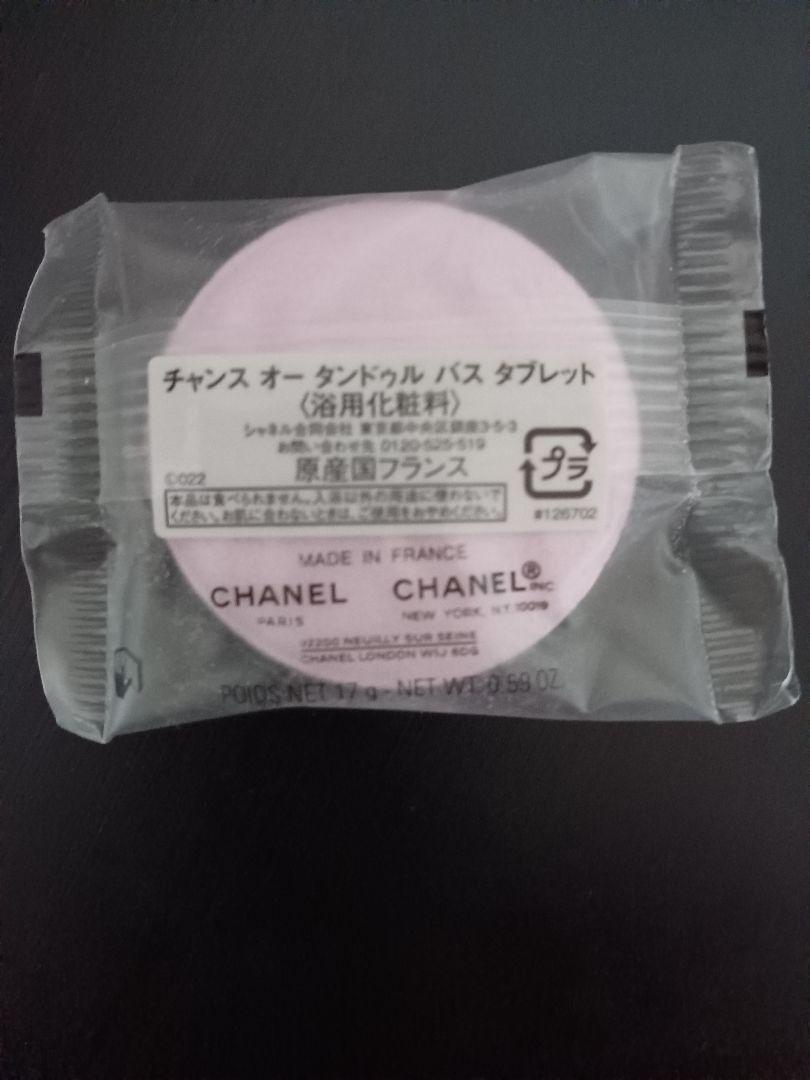 チャンス オー タンドゥル バス タブレット
〈浴用化粧料〉
シャネル合同会社 東京都中央区銀座3-5-3
お問い合わせ先 0120-525-519
原産国フランス
プラ
©022
本品は食べられません。入浴以外の用途に使わないで
ください。お肌に合わないときは、ご使用をおやめください。
#126702
MADE IN FRANCE
CHANEL CHANEL® INC
PARIS NEW YORK, N.Y. 10019
92200 NEUILLY SUR SEINE
CHANEL LONDON W1J 6DG
POIDS NET 17 g - NET WT. 0.59 OZ.